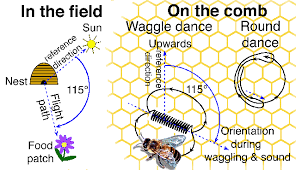 In the field
Sun
reference
direction
Nest
115°
Flight
path
Food
patch
On the comb
Waggle dance
Round
dance
Upwards
reference
direction
115°
Orientation
during
waggling & sound